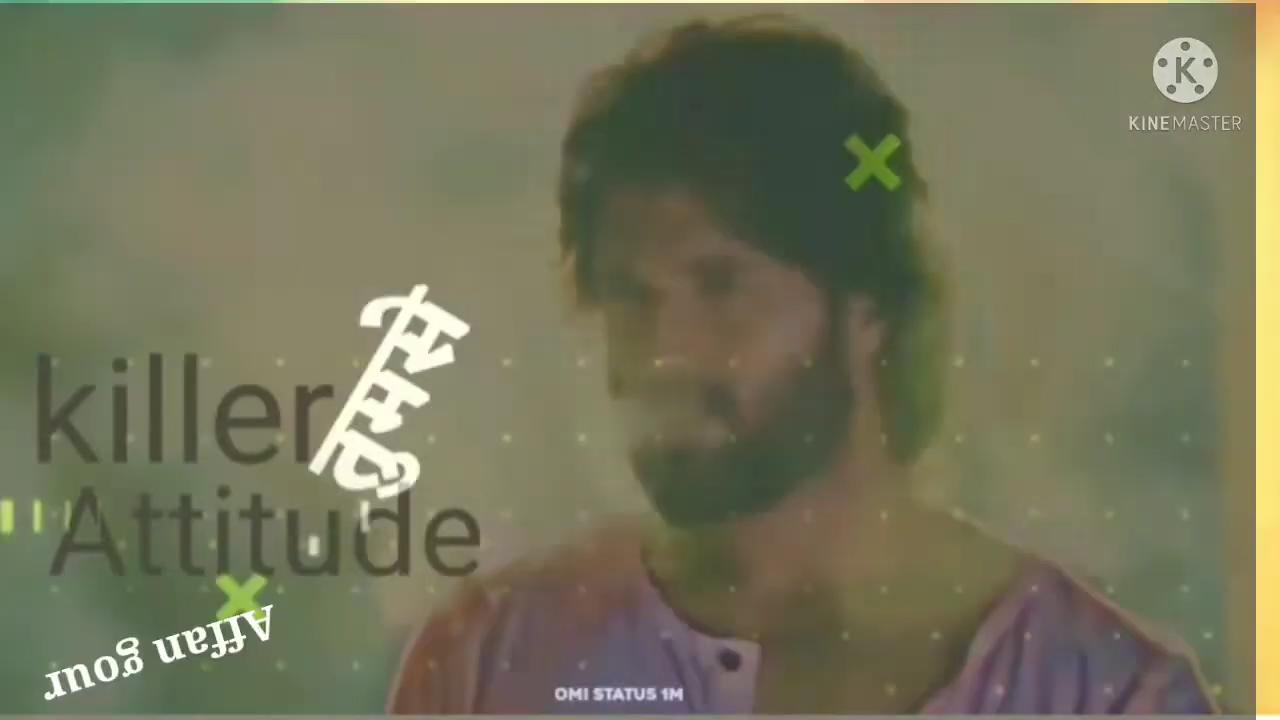 KINEMASTER
killer
Attitude
Affan gour
OMI STATUS 1M